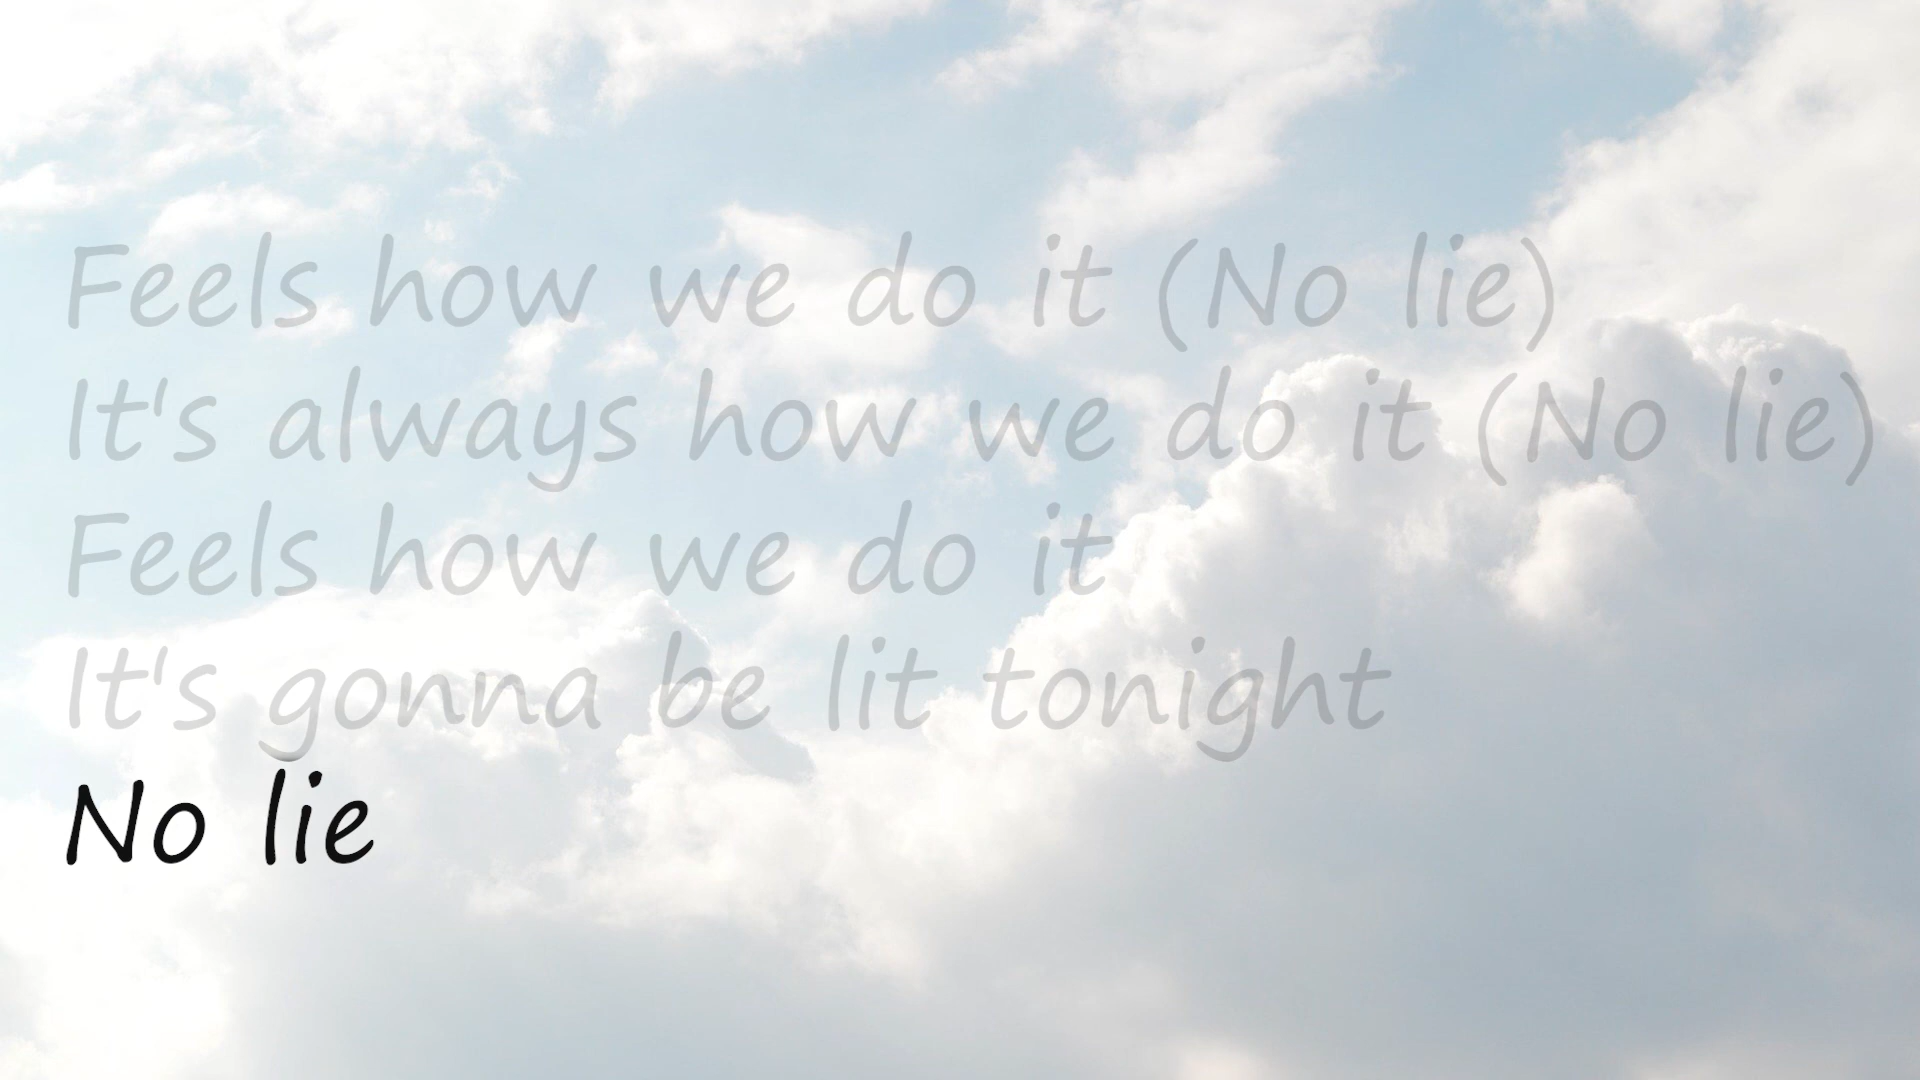 Feels how we do it (No lie)
It's always how we do it (No lie)
Feels how we do it
It's gonna be lit tonight
No lie